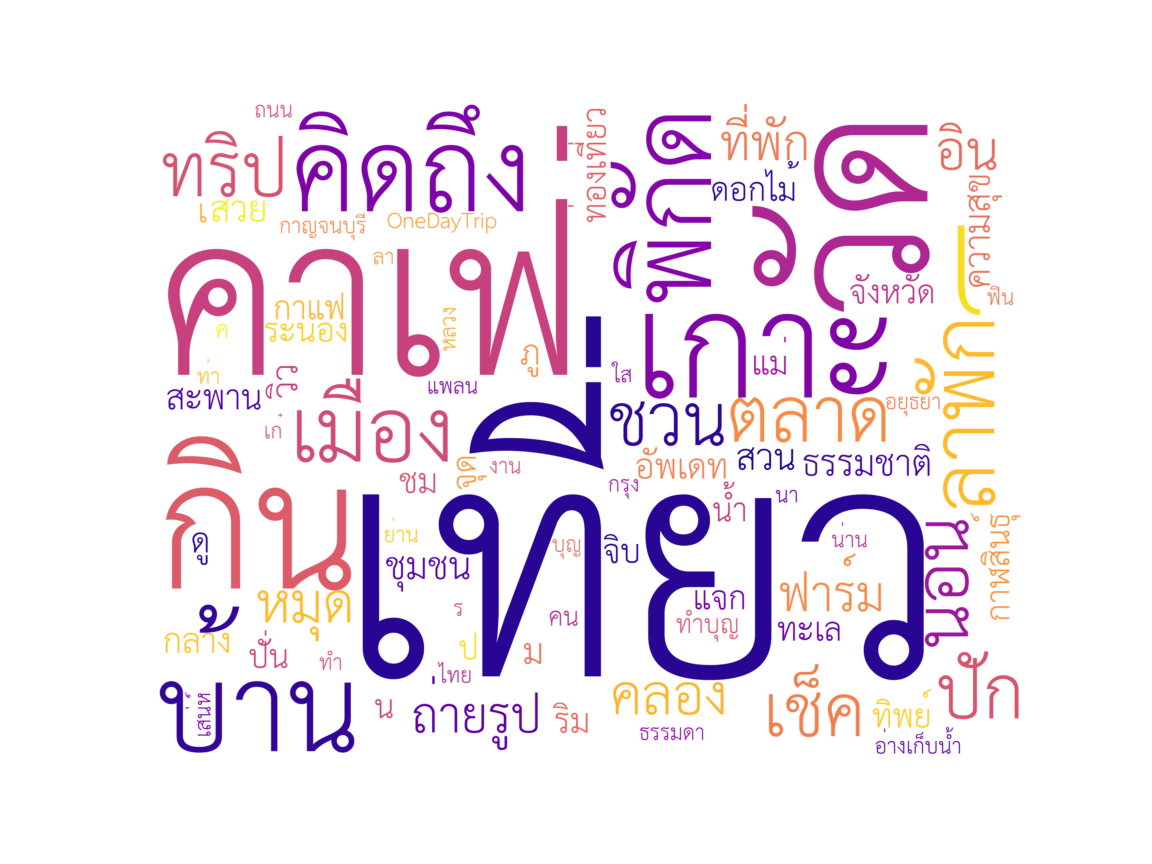 ถนน
ทริป
คิดถึง
ท่องเที่ยว
พิกัด
ที่พัก
วัด
อิน
ดอกไม้
ความสุข
สวย
กาญจนบุรี
OneDayTrip
คาเฟ่
ลา
จังหวัด
พิน
กาแฟ
ระนอง
ค
หลวง
เกาะ
ภู
แม่
ลาพัก
ท่า
สะพาน
วิว
แพลน
ใส
อยุธยา
เก
เมือง
ชวน
ตลาด
ชม
จุด
งาน
อัพเดท
สวน
ธรรมชาติ
กรุง
นา
น้ำ
กิน
เที่ยว
ดู
ย่าน
ชุมชน
บุญ
จิบ
น่าน
นอน
กาฬสินธุ์
หมุด
แจก
ฟาร์ม
ร
คน
ทำบุญ
ทะเล
กล้าง
ปั่น
ทำ
ป
ม
ไทย
บ้าน
เสน่ห์
น
ถ่ายรูป
ริม
คลอง
เช็ค
ทิพย์
ปัก
ธรรมดา
อ่างเก็บน้ำ